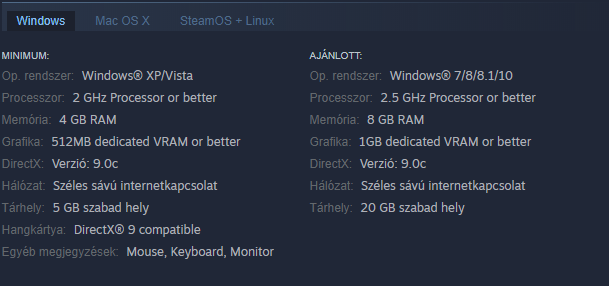 Windows Mac OS X SteamOS + Linux
MINIMUM:
Op. rendszer: Windows® XP/Vista
Processzor: 2 GHz Processor or better
Memória: 4 GB RAM
Grafika: 512MB dedicated VRAM or better
DirectX: Verzió: 9.0c
Hálózat: Széles sávú internetkapcsolat
Tárhely: 5 GB szabad hely
Hangkártya: DirectX® 9 compatible
Egyéb megjegyzések: Mouse, Keyboard, Monitor
AJÁNLOTT:
Op. rendszer: Windows® 7/8/8.1/10
Processzor: 2.5 GHz Processor or better
Memória: 8 GB RAM
Grafika: 1GB dedicated VRAM or better
DirectX: Verzió: 9.0c
Hálózat: Széles sávú internetkapcsolat
Tárhely: 20 GB szabad hely